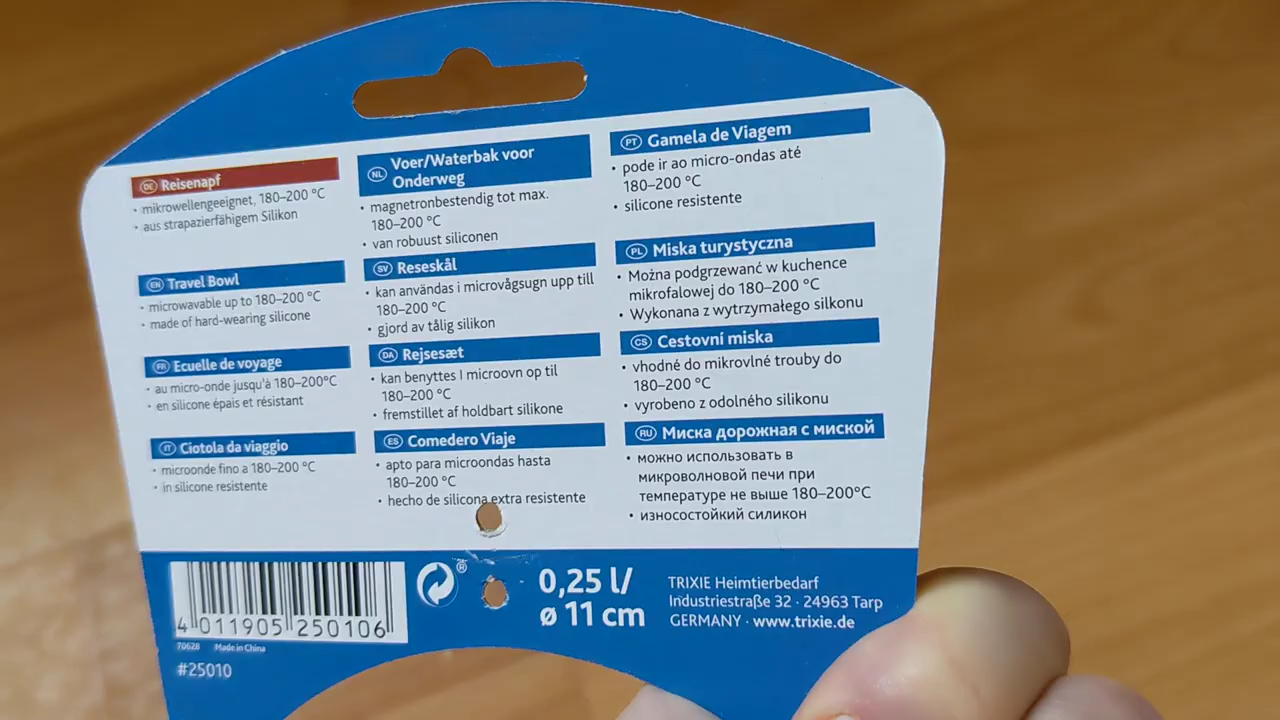 DE Reisenapf
• mikrowellengeeignet, 180–200 °C
• aus strapazierfähigem Silikon
EN Travel Bowl
• microwavable up to 180–200 °C
• made of hard-wearing silicone
FR Ecuelle de voyage
• au micro-onde jusqu'à 180–200°C
• en silicone épais et résistant
IT Ciotola da viaggio
• microonde fino a 180–200 °C
• in silicone resistente
NL Voer/Waterbak voor
Onderweg
• magnetronbestendig tot max.
180–200 °C
• van robuust siliconen
SV Reseskål
• kan användas i microvågsugn upp till
180–200 °C
• gjord av tålig silikon
DA Rejsesæt
• kan benyttes I microovn op til
180–200 °C
• fremstillet af holdbart silikone
ES Comedero Viaje
• apto para microondas hasta
180–200 °C
• hecho de silicona extra resistente
PT Gamela de Viagem
• pode ir ao micro-ondas até
180–200 °C
• silicone resistente
PL Miska turystyczna
• Można podgrzewanć w kuchence
mikrofalowej do 180–200 °C
• Wykonana z wytrzymałego silkonu
CS Cestovní miska
• vhodné do mikrovlné trouby do
180–200 °C
• vyrobeno z odolného silikonu
RU Миска дорожная с миской
• можно использовать в
микроволновой печи при
температуре не выше 180–200°C
• износостойкий силикон
4 011905 250106
70628 Made in China
#25010
®
0,25 l/
ø 11 cm
TRIXIE Heimtierbedarf
Industriestraße 32 · 24963 Tarp
GERMANY · www.trixie.de